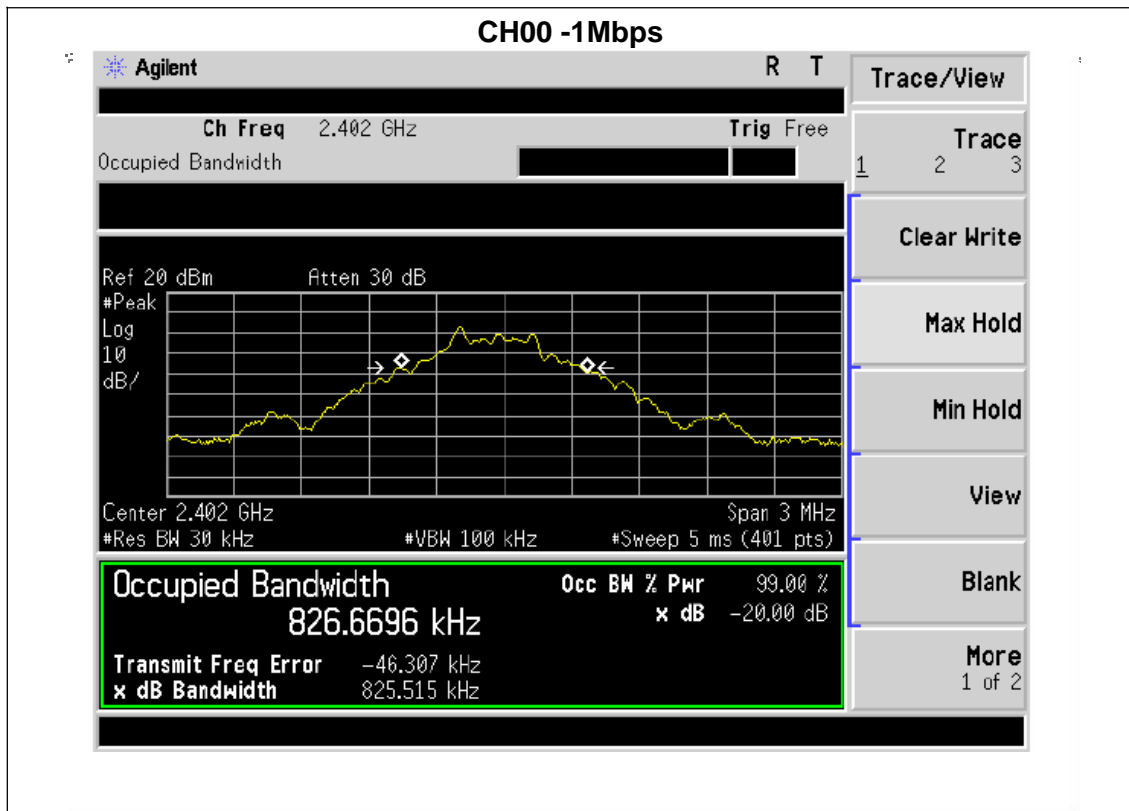 CH00 -1Mbps
Agilent R T
Ch Freq 2.402 GHz Trig Free
Occupied Bandwidth
Ref 20 dBm Atten 30 dB
#Peak
Log
10
dB/
Center 2.402 GHz Span 3 MHz
#Res BW 30 kHz #VBW 100 kHz #Sweep 5 ms (401 pts)
Occupied Bandwidth Occ BW % Pwr 99.00 %
826.6696 kHz x dB -20.00 dB
Transmit Freq Error -46.307 kHz
x dB Bandwidth 825.515 kHz
Trace/View
Trace
1 2 3
Clear Write
Max Hold
Min Hold
View
Blank
More
1 of 2